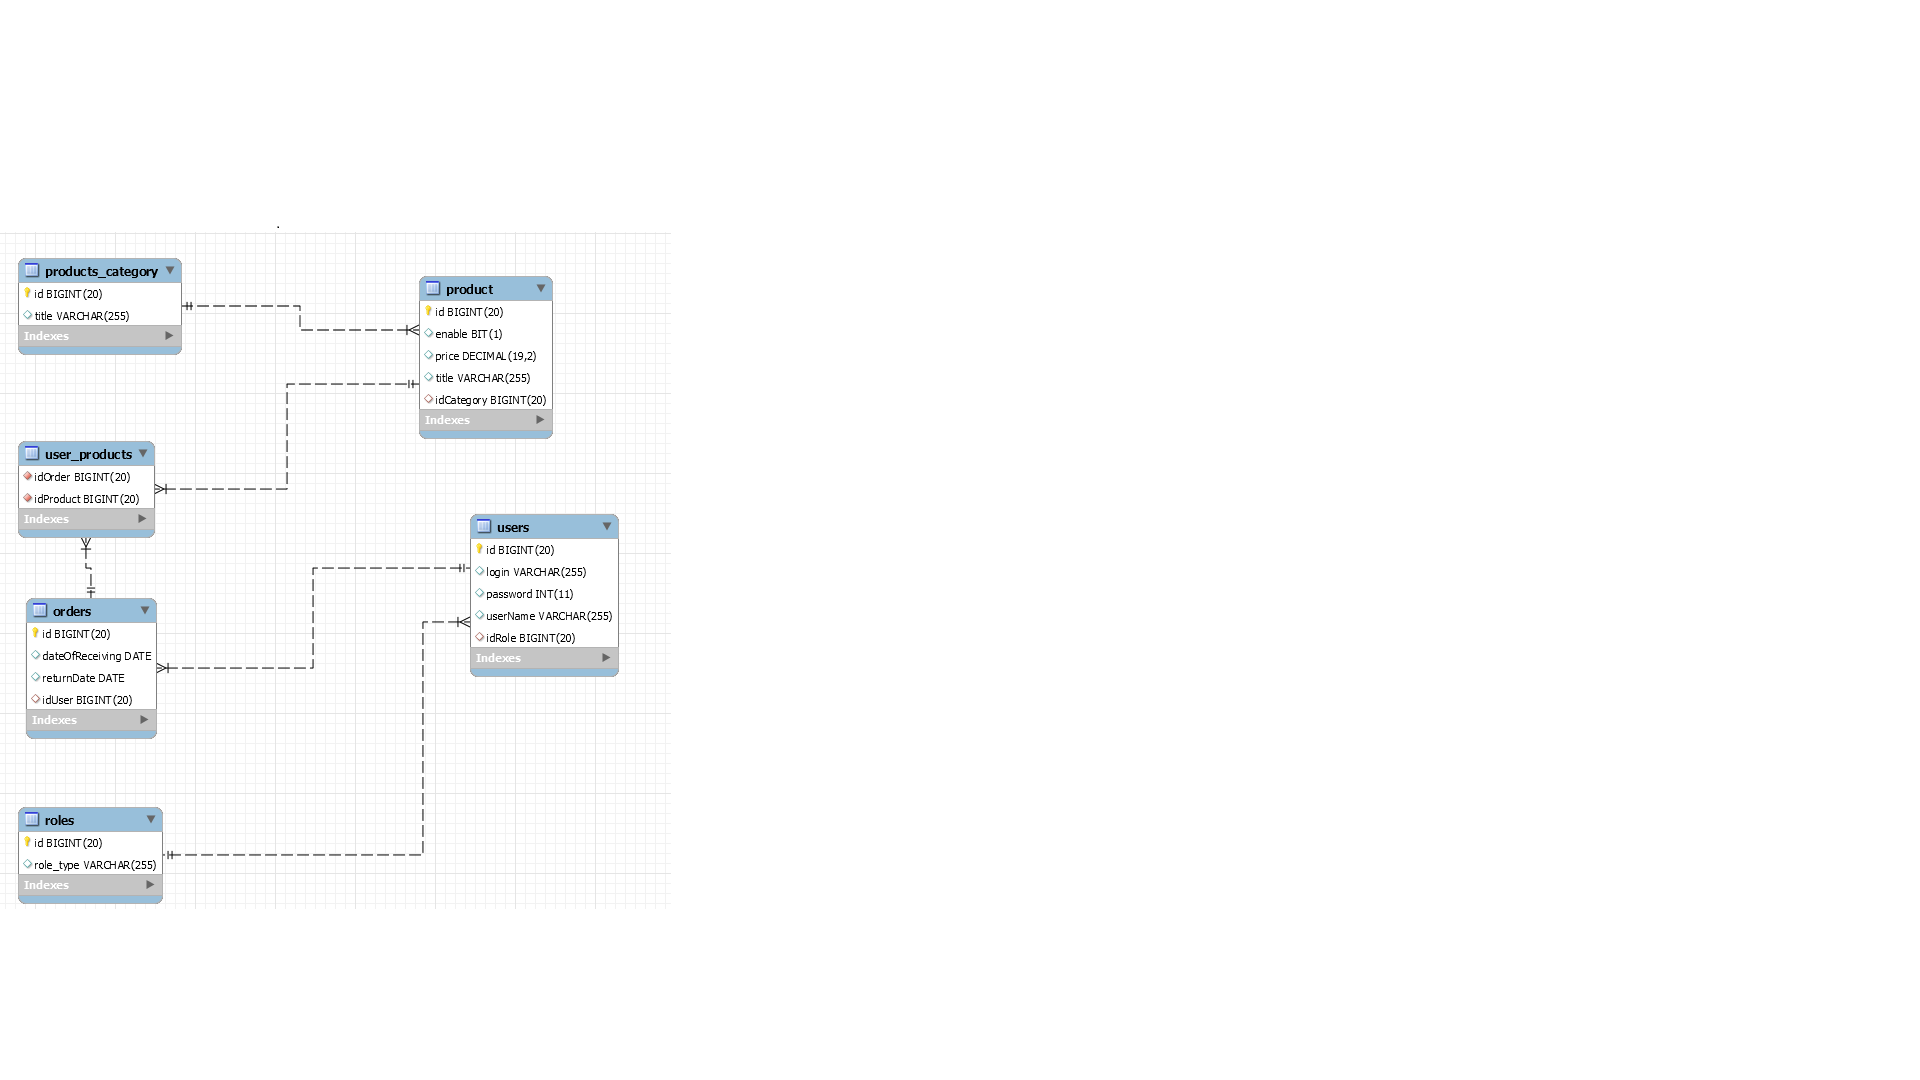 products_category
id BIGINT(20)
title VARCHAR(255)
Indexes
product
id BIGINT(20)
enable BIT(1)
price DECIMAL(19,2)
title VARCHAR(255)
idCategory BIGINT(20)
Indexes
user_products
idOrder BIGINT(20)
idProduct BIGINT(20)
Indexes
users
id BIGINT(20)
login VARCHAR(255)
password INT(11)
userName VARCHAR(255)
idRole BIGINT(20)
Indexes
orders
id BIGINT(20)
dateOfReceiving DATE
returnDate DATE
idUser BIGINT(20)
Indexes
roles
id BIGINT(20)
role_type VARCHAR(255)
Indexes